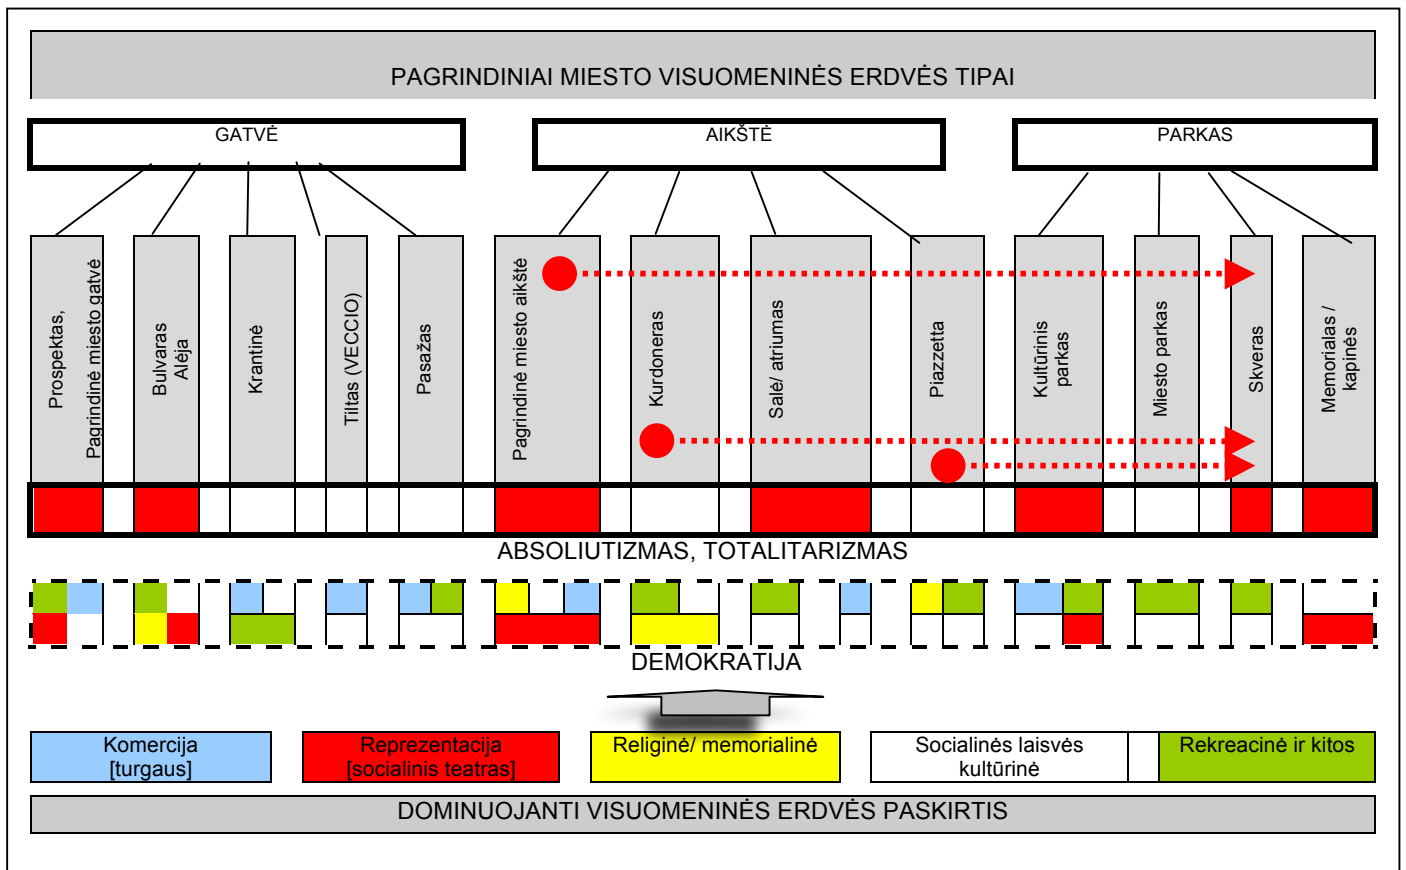 PAGRINDINIAI MIESTO VISUOMENINĖS ERDVĖS TIPAI
GATVĖ
AIKŠTĖ
PARKAS
Prospektas,
Pagrindinė miesto gatvė
Bulvaras
Alėja
Krantinė
Tiltas (VECCIO)
Pasažas
Pagrindinė miesto aikštė
Kurdoneras
Salė/ atriumas
Piazzetta
Kultūrinis
parkas
Miesto parkas
Skveras
Memorialas /
kapinės
ABSOLIUTIZMAS, TOTALITARIZMAS
DEMOKRATIJA
Komercija
[turgaus]
Reprezentacija
[socialinis teatras]
Religinė/ memorialinė
Socialinės laisvės
kultūrinė
Rekreacinė ir kitos
DOMINUOJANTI VISUOMENINĖS ERDVĖS PASKIRTIS